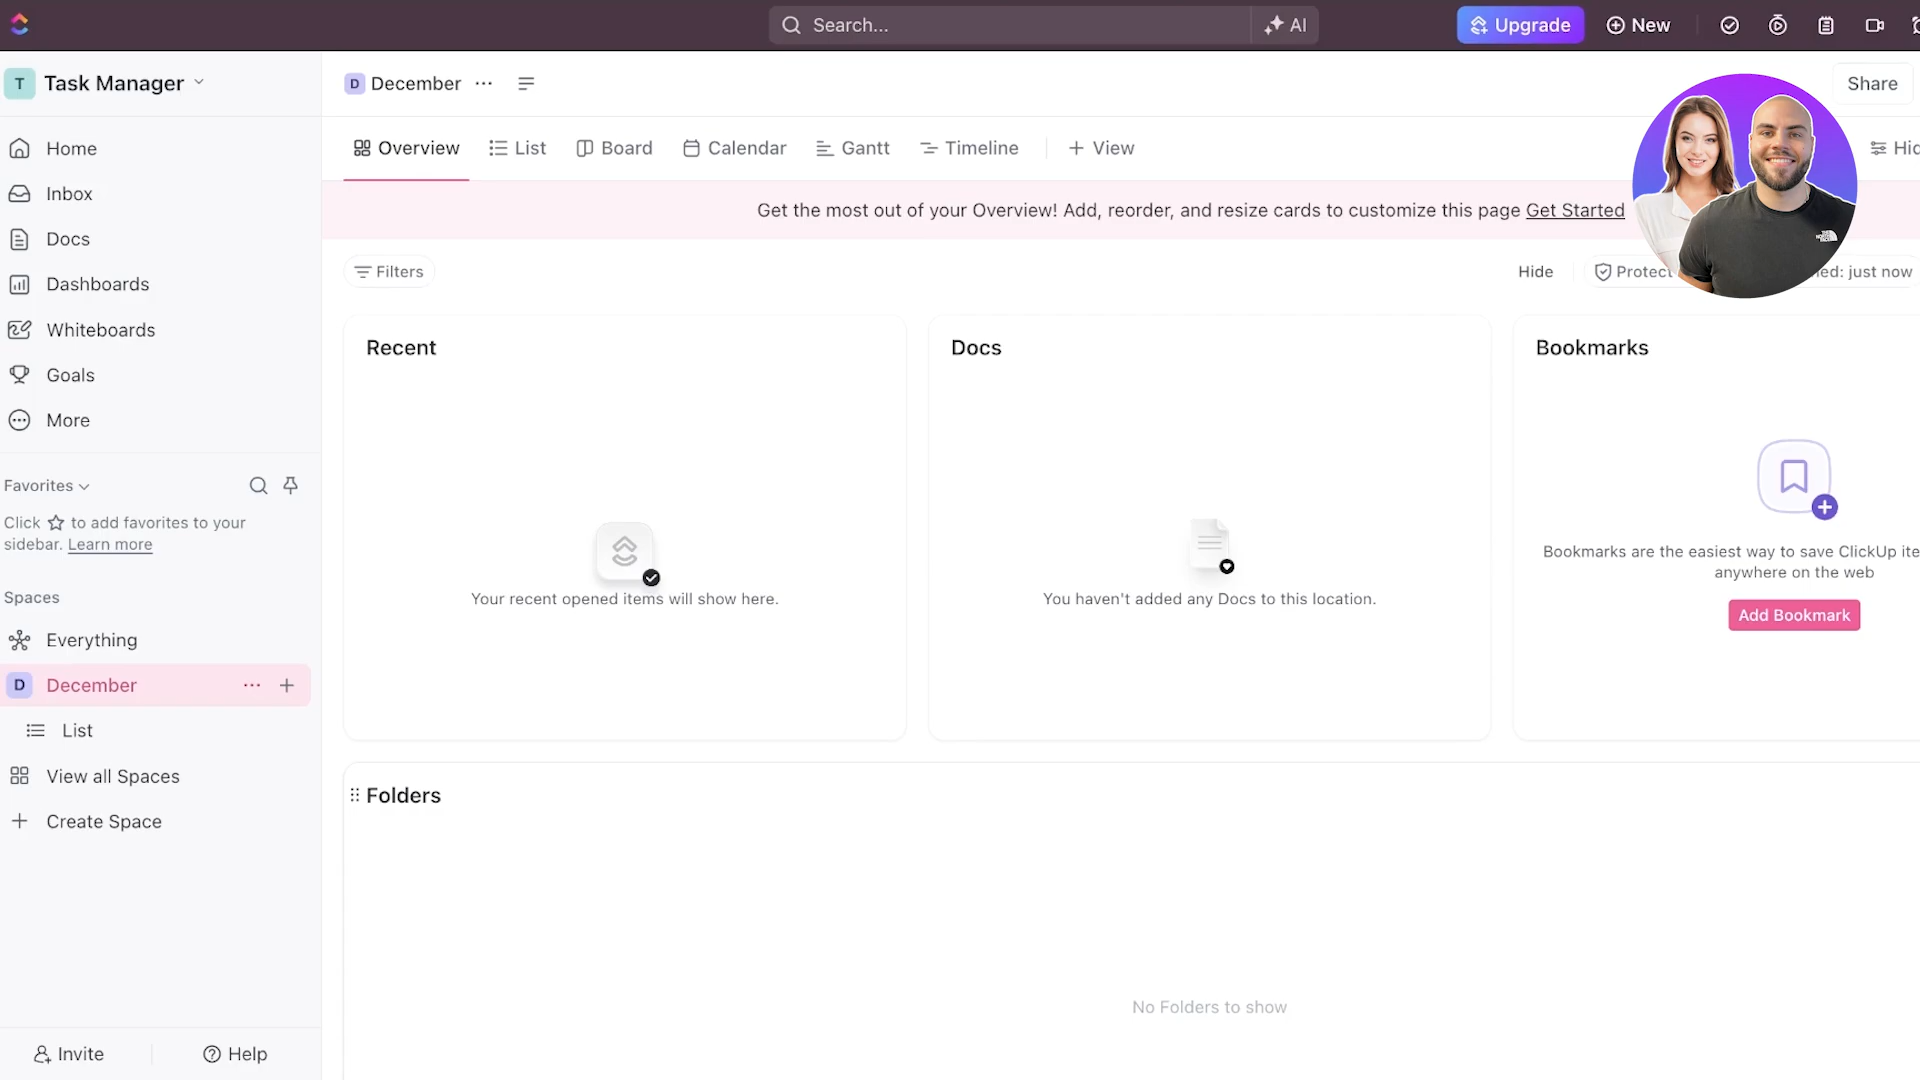 Search...
AI
Upgrade
New
T Task Manager
D December
Share
Home
Inbox
Docs
Dashboards
Whiteboards
Goals
More
Favorites
Click to add favorites to your
sidebar. Learn more
Spaces
Everything
D December
List
View all Spaces
Create Space
Invite
Help
Overview
List
Board
Calendar
Gantt
Timeline
View
Get the most out of your Overview! Add, reorder, and resize cards to customize this page Get Started
Filters
Hide
Protect
just now
Recent
Your recent opened items will show here.
Docs
You haven't added any Docs to this location.
Bookmarks
Bookmarks are the easiest way to save ClickUp
anywhere on the web
Add Bookmark
Folders
No Folders to show